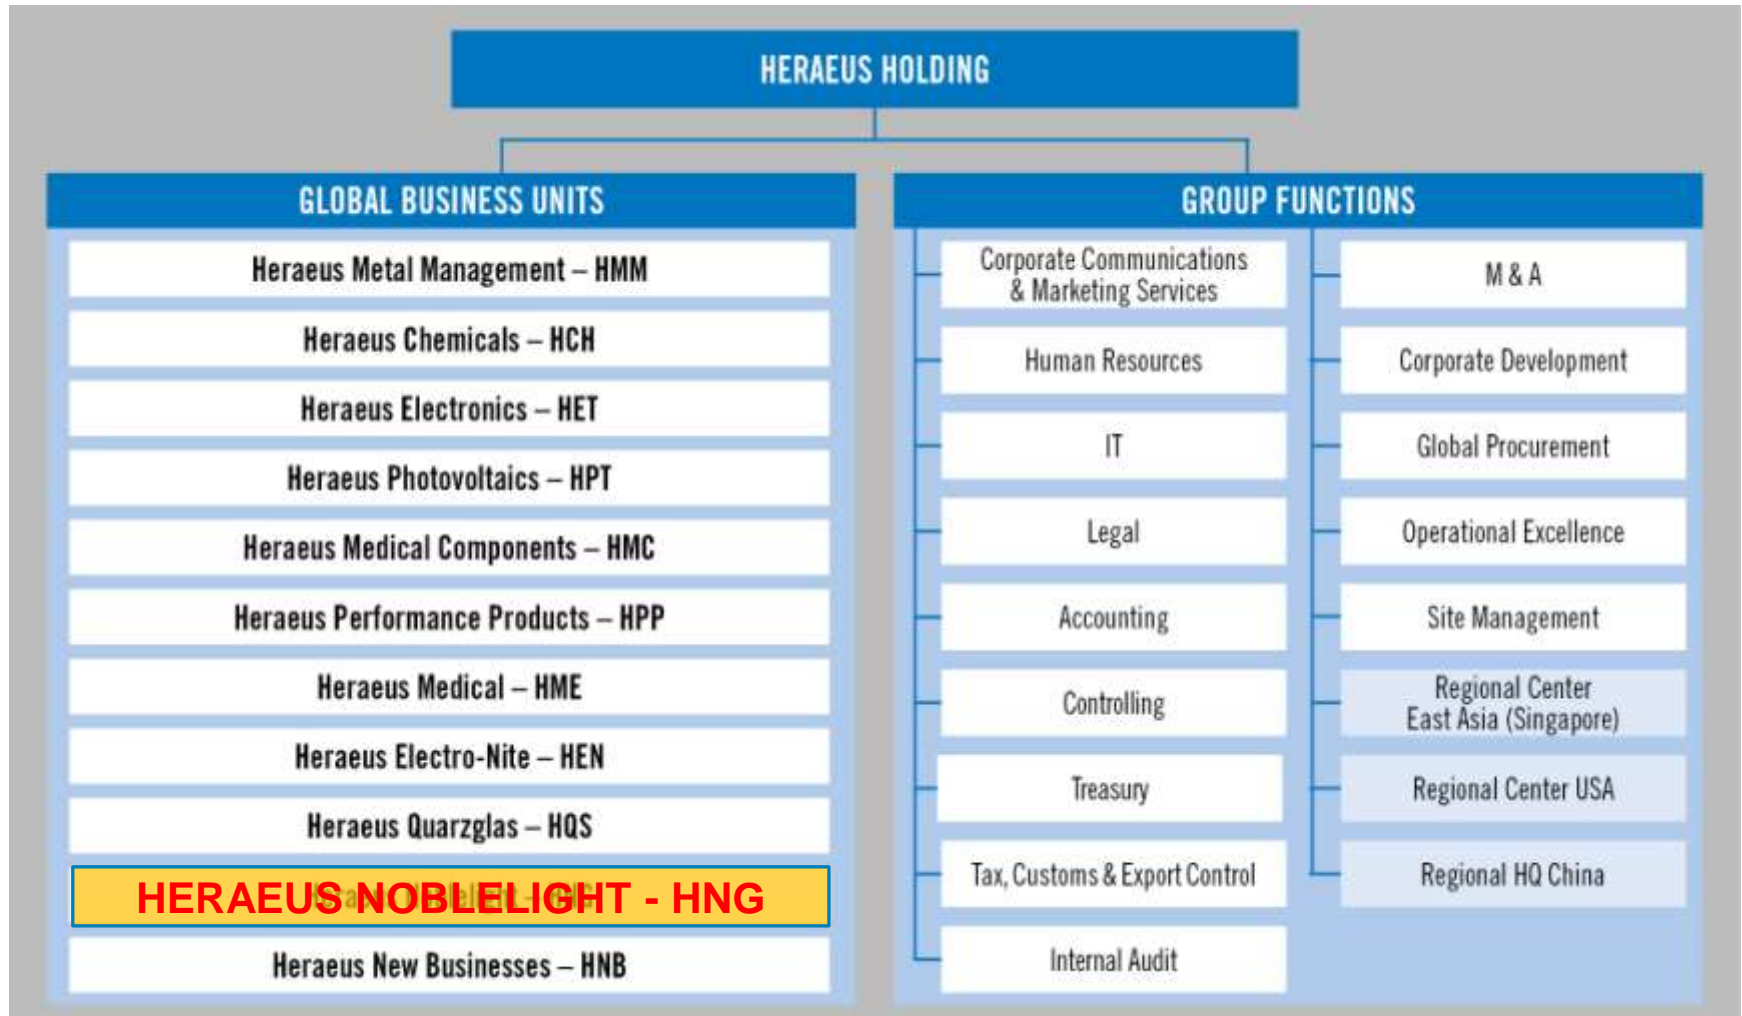 HERAEUS HOLDING
GLOBAL BUSINESS UNITS
Heraeus Metal Management – HMM
Heraeus Chemicals – HCH
Heraeus Electronics – HET
Heraeus Photovoltaics – HPT
Heraeus Medical Components – HMC
Heraeus Performance Products – HPP
Heraeus Medical – HME
Heraeus Electro-Nite – HEN
Heraeus Quarzglas – HQS
HERAEUS NOBLELIGHT - HNG
Heraeus New Businesses – HNB
GROUP FUNCTIONS
Corporate Communications
& Marketing Services
Human Resources
IT
Legal
Accounting
Controlling
Treasury
Tax, Customs & Export Control
Internal Audit
M & A
Corporate Development
Global Procurement
Operational Excellence
Site Management
Regional Center
East Asia (Singapore)
Regional Center USA
Regional HQ China